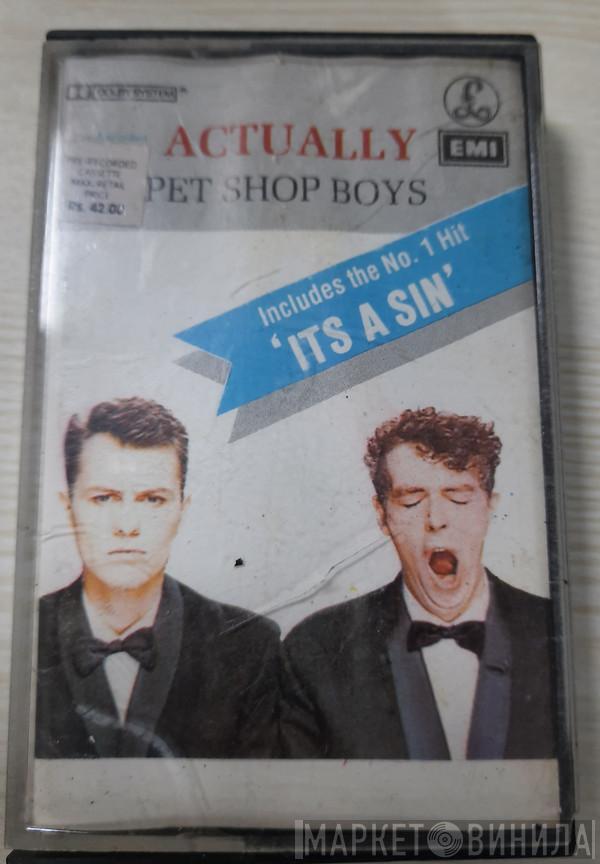 DOLBY SYSTEM
ACTUALLY
EMI
PRE-RECORDED
CASSETTE
MAX. RETAIL
PRICE
Rs. 42.00
PET SHOP BOYS
Includes the No. 1 Hit
'ITS A SIN'
МАРКЕТ ВИНИЛА